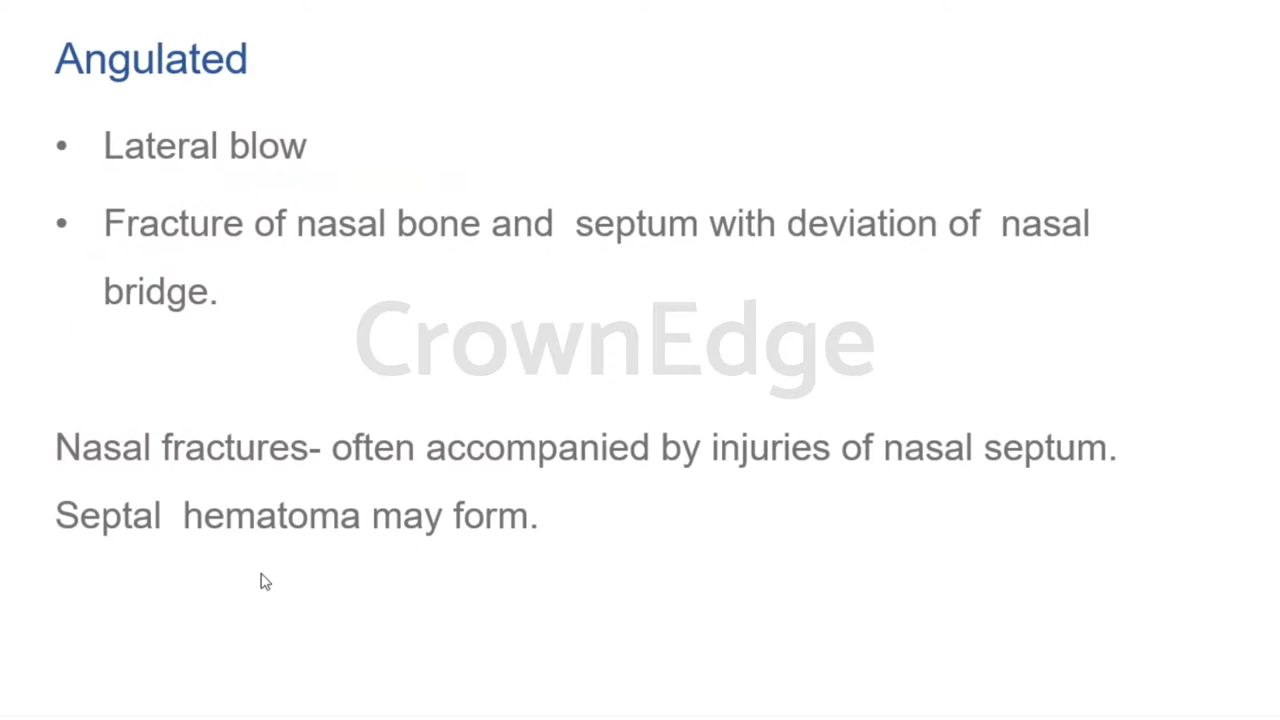 Angulated
• Lateral blow
• Fracture of nasal bone and septum with deviation of nasal
bridge.
CrownEdge
Nasal fractures- often accompanied by injuries of nasal septum.
Septal hematoma may form.